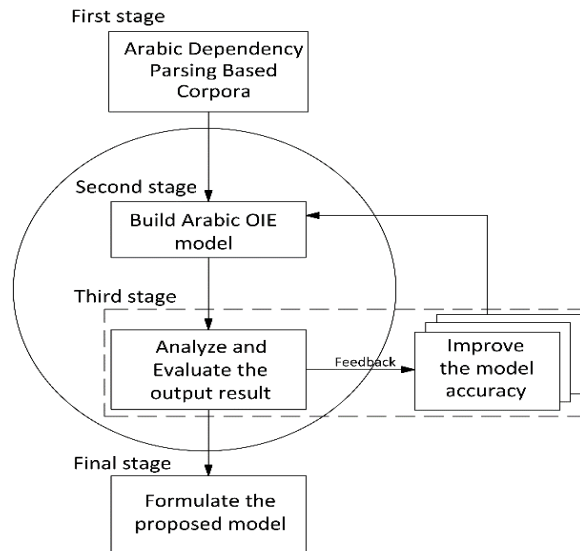 First stage
Arabic Dependency
Parsing Based
Corpora
Second stage
Build Arabic OIE
model
Third stage
Analyze and
Evaluate the
output result
Feedback
Improve
the model
accuracy
Final stage
Formulate the
proposed model